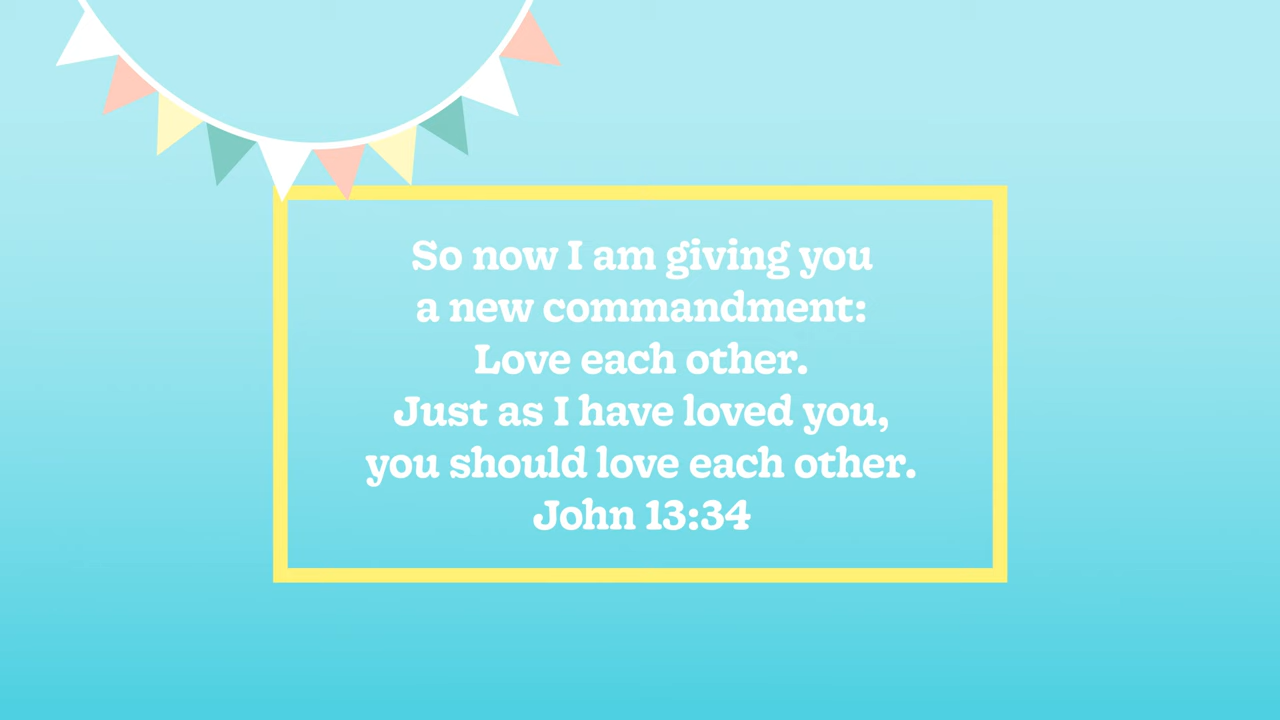 So now I am giving you
a new commandment:
Love each other.
Just as I have loved you,
you should love each other.
John 13:34